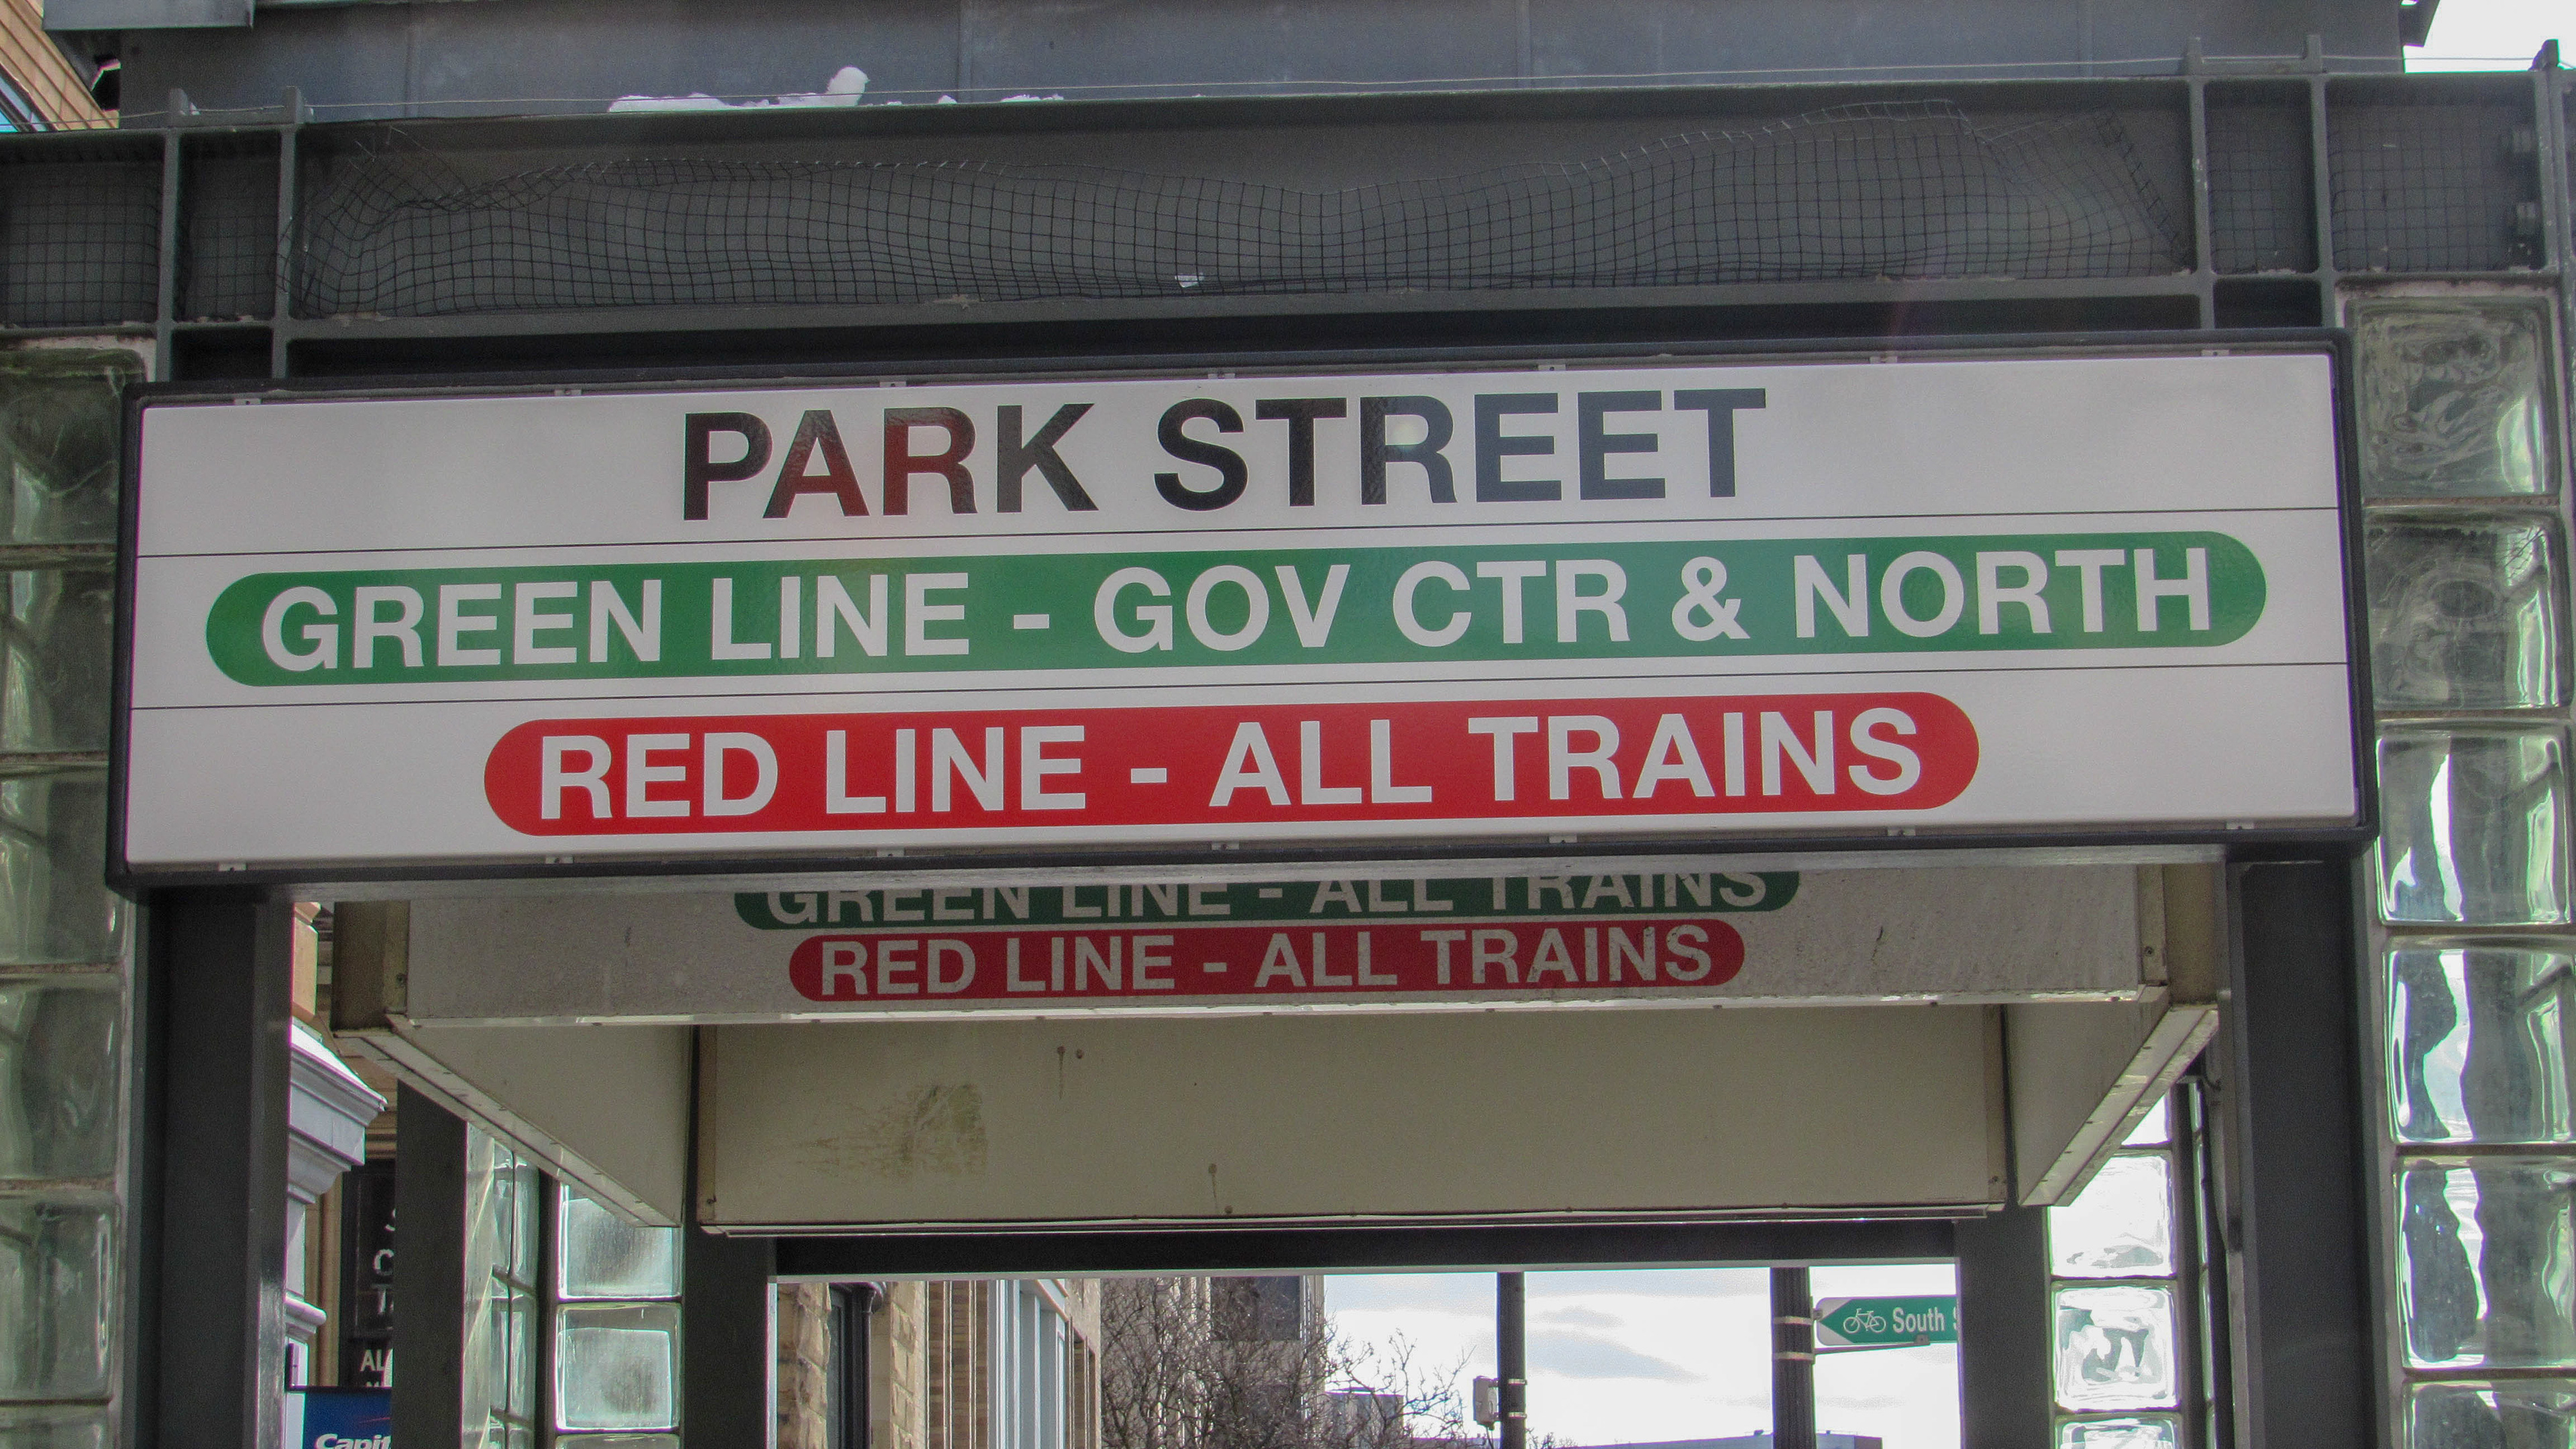 PARK STREET
GREEN LINE - GOV CTR & NORTH
RED LINE - ALL TRAINS
GREEN LINE - ALL TRAINS
RED LINE - ALL TRAINS
South